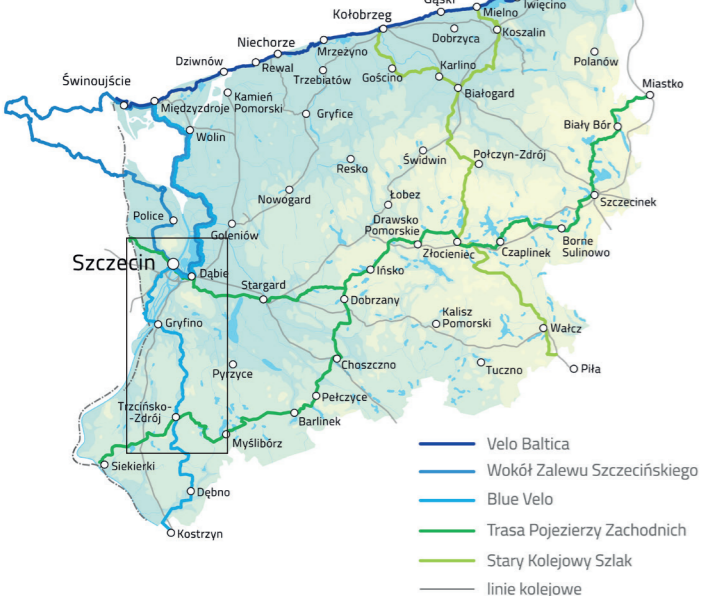 Gąski
Iwięcino
Mielno
Kołobrzeg
Koszalin
Dobrzyca
Niechorze
Mrzeżyno
Dziwnów
Rewal
Trzebiatów
Gościno
Karlino
Polanów
Świnoujście
Międzyzdroje
Kamień
Pomorski
Białogard
Miastko
Gryfice
Wolin
Biały Bór
Resko
Świdwin
Połczyn-Zdrój
Nowogard
Łobez
Szczecinek
Police
Goleniów
Drawsko
Pomorskie
Złocieniec
Czaplinek
Borne
Sulinowo
Szczecin
Dąbie
Ińsko
Stargard
Dobrzany
Kalisz
Pomorski
Gryfino
Wałcz
Choszczno
Pyrzyce
Tuczno
Piła
Pełczyce
Trzcińsko-
-Zdrój
Barlinek
Myślibórz
Siekierki
Dębno
Kostrzyn
Velo Baltica
Wokół Zalewu Szczecińskiego
Blue Velo
Trasa Pojezierzy Zachodnich
Stary Kolejowy Szlak
linie kolejowe